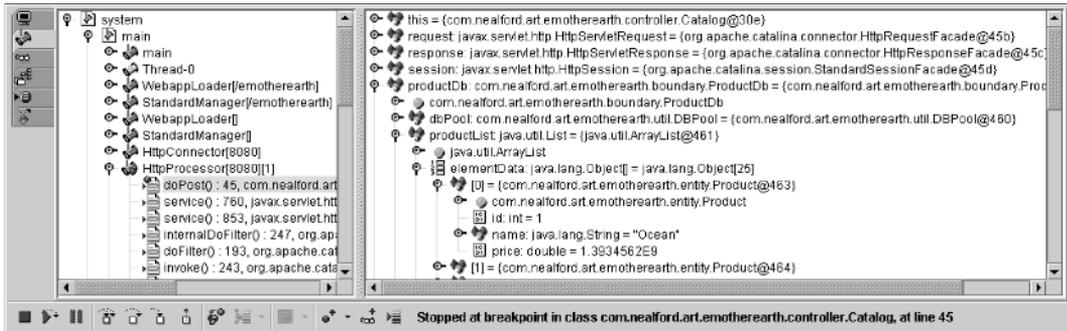 system
main
main
Thread-0
WebappLoader[/emotherearth]
StandardManager[/emotherearth]
WebappLoader[]
StandardManager[]
HttpConnector[8080]
HttpProcessor[8080][1]
doPost() : 45, com.nealford.art
service() : 760, javax.servlet.htt
service() : 853, javax.servlet.htt
internalDoFilter() : 247, org.apa
doFilter() : 193, org.apache.cat
invoke() : 243, org.apache.cata
this = {com.nealford.art.emotherearth.controller.Catalog@30e}
request: javax.servlet.http.HttpServletRequest = {org.apache.catalina.connector.HttpRequestFacade@45b}
response: javax.servlet.http.HttpServletResponse = {org.apache.catalina.connector.HttpResponseFacade@45c}
session: javax.servlet.http.HttpSession = {org.apache.catalina.session.StandardSessionFacade@45d}
productDb: com.nealford.art.emotherearth.boundary.ProductDb = {com.nealford.art.emotherearth.boundary.Prod
com.nealford.art.emotherearth.boundary.ProductDb
dbPool: com.nealford.art.emotherearth.util.DBPool = {com.nealford.art.emotherearth.util.DBPool@460}
productList: java.util.List = {java.util.ArrayList@461}
java.util.ArrayList
elementData: java.lang.Object[] = java.lang.Object[25]
[0] = {com.nealford.art.emotherearth.entity.Product@463}
com.nealford.art.emotherearth.entity.Product
id: int = 1
name: java.lang.String = "Ocean"
price: double = 1.3934562E9
[1] = {com.nealford.art.emotherearth.entity.Product@464}
Stopped at breakpoint in class com.nealford.art.emotherearth.controller.Catalog, at line 45